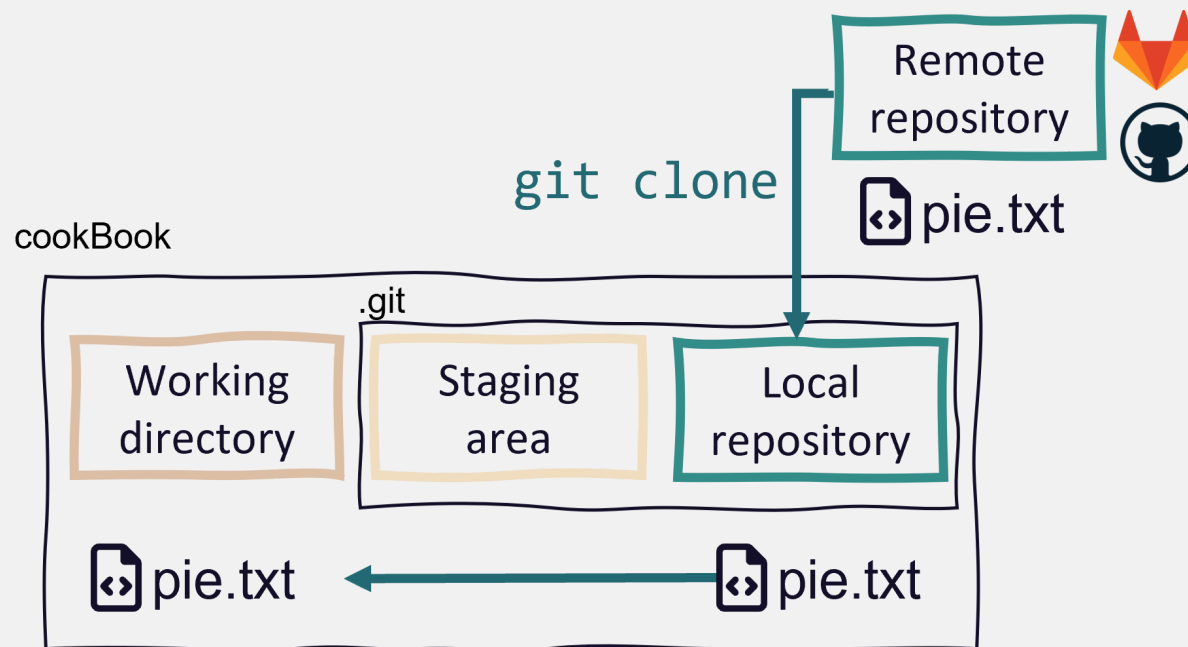 Remote
repository
git clone
pie.txt
cookBook
.git
Working
directory
Staging
area
Local
repository
pie.txt
pie.txt